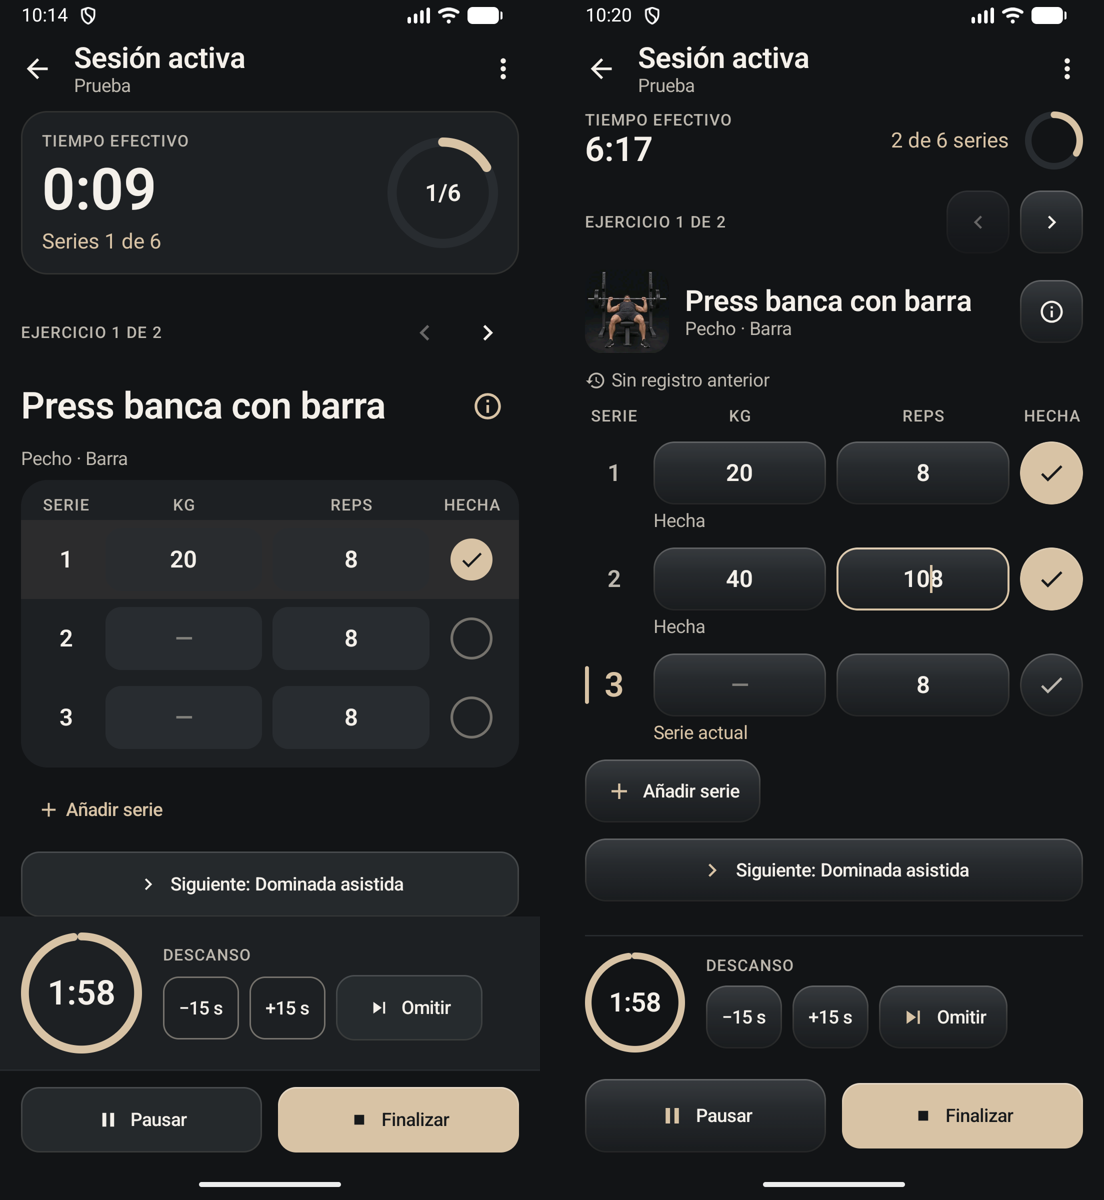 10:14
Sesión activa
Prueba
TIEMPO EFECTIVO
0:09
Series 1 de 6
1/6
EJERCICIO 1 DE 2
Press banca con barra
Pecho · Barra
SERIE KG REPS HECHA
1 20 8
2 – 8
3 – 8
+ Añadir serie
Siguiente: Dominada asistida
1:58
DESCANSO
−15 s +15 s Omitir
Pausar Finalizar
10:20
Sesión activa
Prueba
TIEMPO EFECTIVO
6:17
2 de 6 series
EJERCICIO 1 DE 2
Press banca con barra
Pecho · Barra
Sin registro anterior
SERIE KG REPS HECHA
1 20 8
Hecha
2 40 108
Hecha
3 – 8
Serie actual
+ Añadir serie
Siguiente: Dominada asistida
1:58
DESCANSO
−15 s +15 s Omitir
Pausar Finalizar